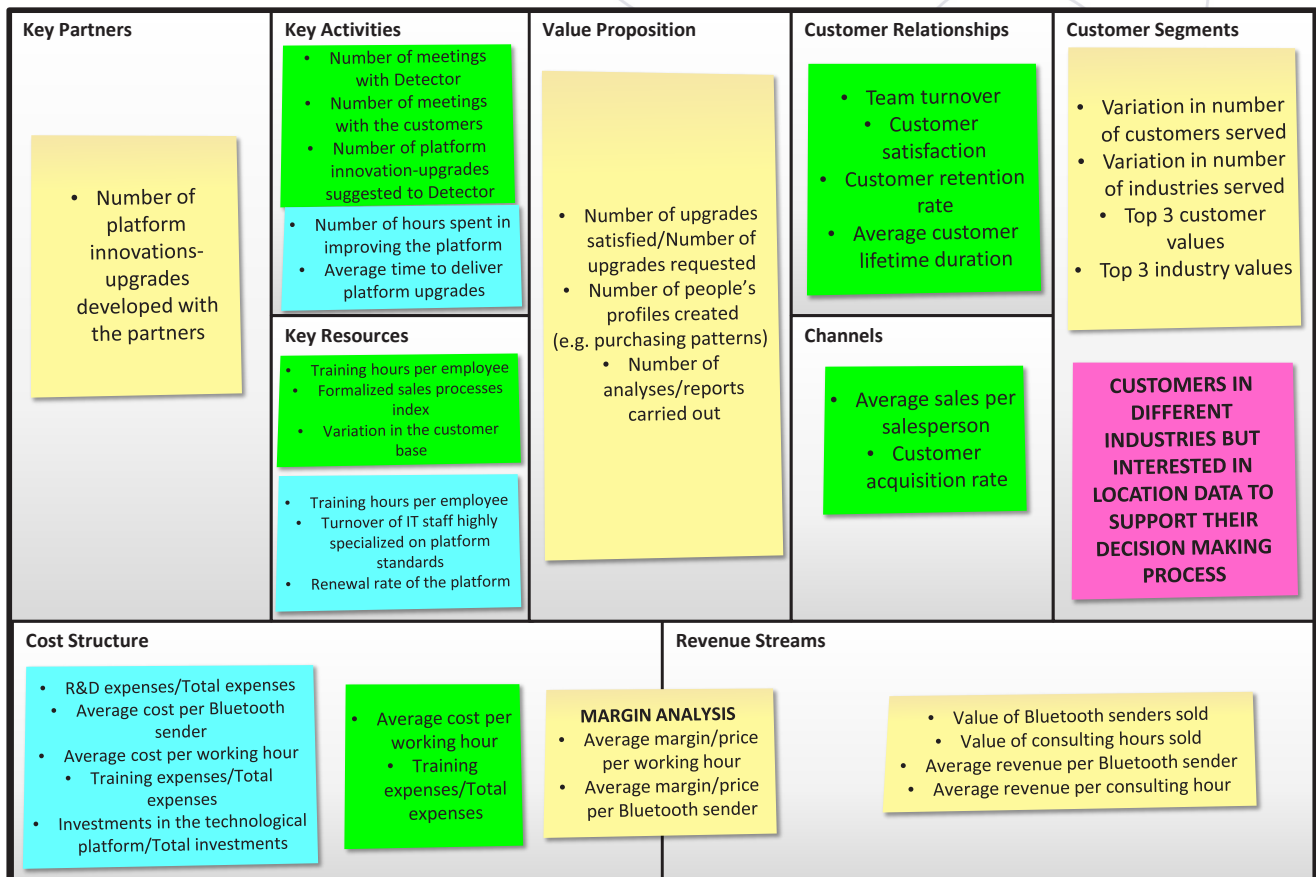 Key Partners
• Number of
platform
innovations-
upgrades
developed with
the partners
Key Activities
• Number of meetings
with Detector
• Number of meetings
with the customers
• Number of platform
innovation-upgrades
suggested to Detector
• Number of hours spent in
improving the platform
• Average time to deliver
platform upgrades
Key Resources
• Training hours per employee
• Formalized sales processes
index
• Variation in the customer
base
• Training hours per employee
• Turnover of IT staff highly
specialized on platform
standards
• Renewal rate of the platform
Value Proposition
• Number of upgrades
satisfied/Number of
upgrades requested
• Number of people’s
profiles created
(e.g. purchasing patterns)
• Number of
analyses/reports
carried out
Customer Relationships
• Team turnover
• Customer
satisfaction
• Customer retention
rate
• Average customer
lifetime duration
Channels
• Average sales per
salesperson
• Customer
acquisition rate
Customer Segments
• Variation in number
of customers served
• Variation in number
of industries served
• Top 3 customer
values
• Top 3 industry values
CUSTOMERS IN
DIFFERENT
INDUSTRIES BUT
INTERESTED IN
LOCATION DATA TO
SUPPORT THEIR
DECISION MAKING
PROCESS
Cost Structure
• R&D expenses/Total expenses
• Average cost per Bluetooth
sender
• Average cost per working hour
• Training expenses/Total
expenses
• Investments in the technological
platform/Total investments
• Average cost per
working hour
• Training
expenses/Total
expenses
MARGIN ANALYSIS
• Average margin/price
per working hour
• Average margin/price
per Bluetooth sender
Revenue Streams
• Value of Bluetooth senders sold
• Value of consulting hours sold
• Average revenue per Bluetooth sender
• Average revenue per consulting hour